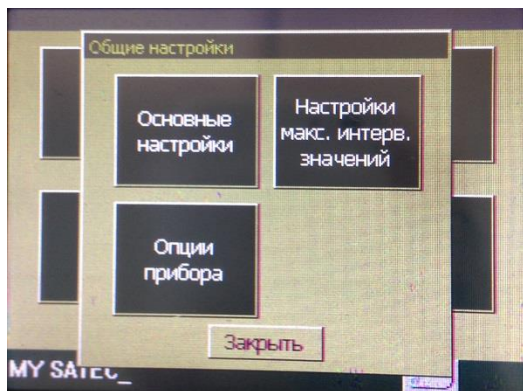 Общие настройки
Основные
настройки
Настройки
макс. интерв.
значений
Опции
прибора
Закрыть
MY SATEC_